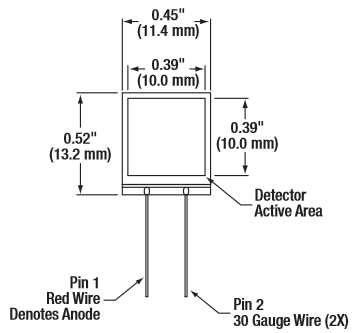 0.45"
(11.4 mm)
0.39"
(10.0 mm)
0.52"
(13.2 mm)
0.39"
(10.0 mm)
Detector
Active Area
Pin 1
Red Wire
Denotes Anode
Pin 2
30 Gauge Wire (2X)